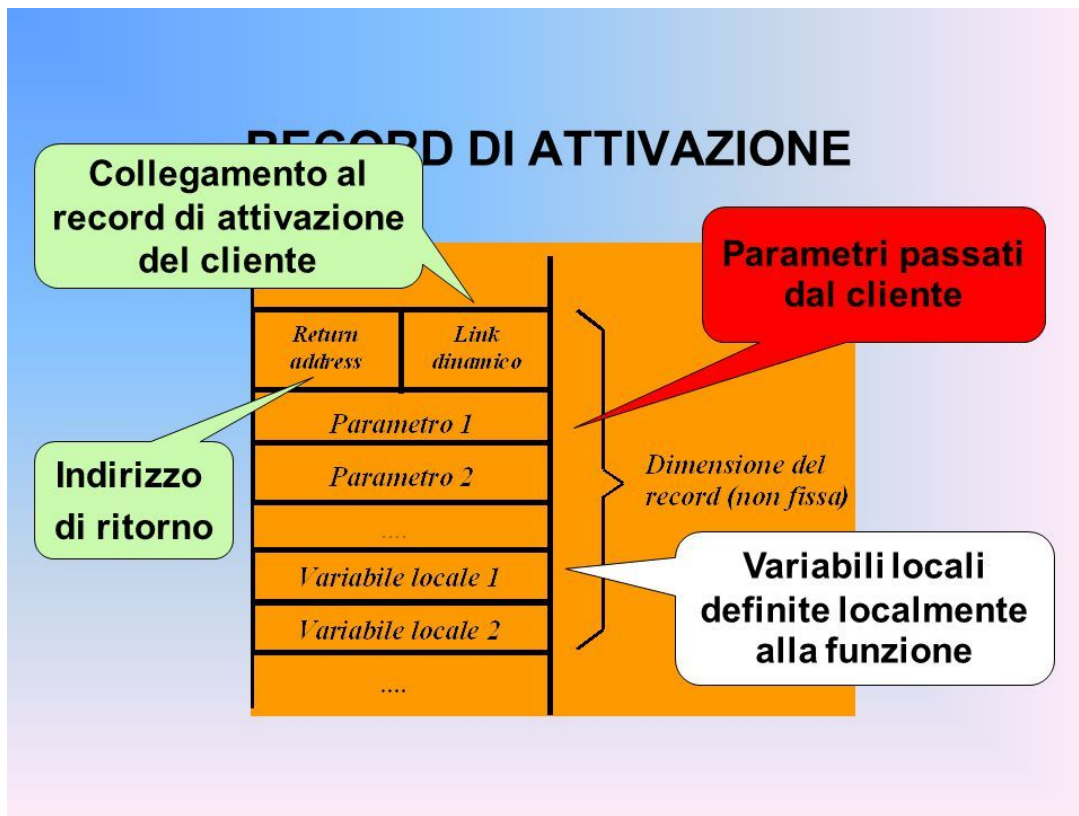 RECORD DI ATTIVAZIONE
Collegamento al
record di attivazione
del cliente
Parametri passati
dal cliente
Return
address
Link
dinamico
Parametro 1
Parametro 2
....
Variabile locale 1
Variabile locale 2
....
Indirizzo
di ritorno
Dimensione del
record (non fissa)
Variabili locali
definite localmente
alla funzione